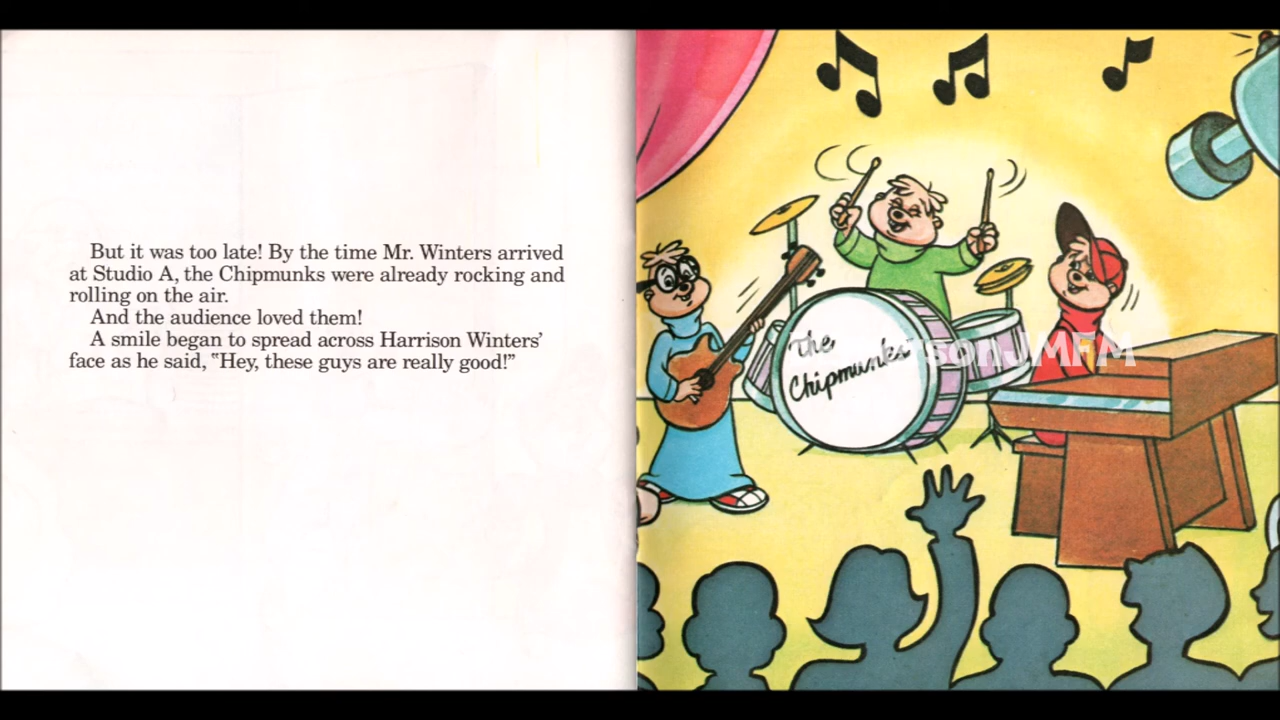 But it was too late! By the time Mr. Winters arrived
at Studio A, the Chipmunks were already rocking and
rolling on the air.
And the audience loved them!
A smile began to spread across Harrison Winters'
face as he said, "Hey, these guys are really good!"
The
Chipmunks